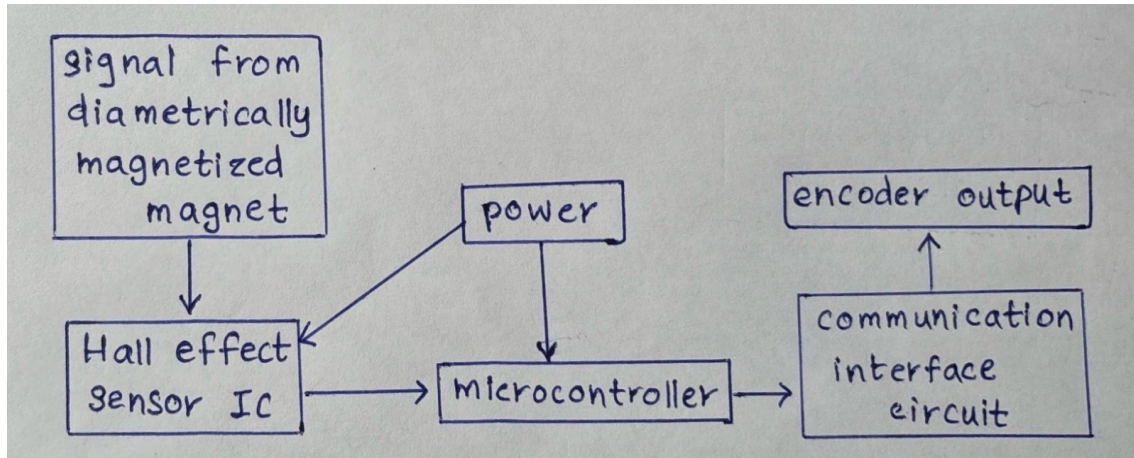 signal from
diametrically
magnetized
magnet
power
encoder output
Hall effect
sensor IC
microcontroller
communication
interface
circuit